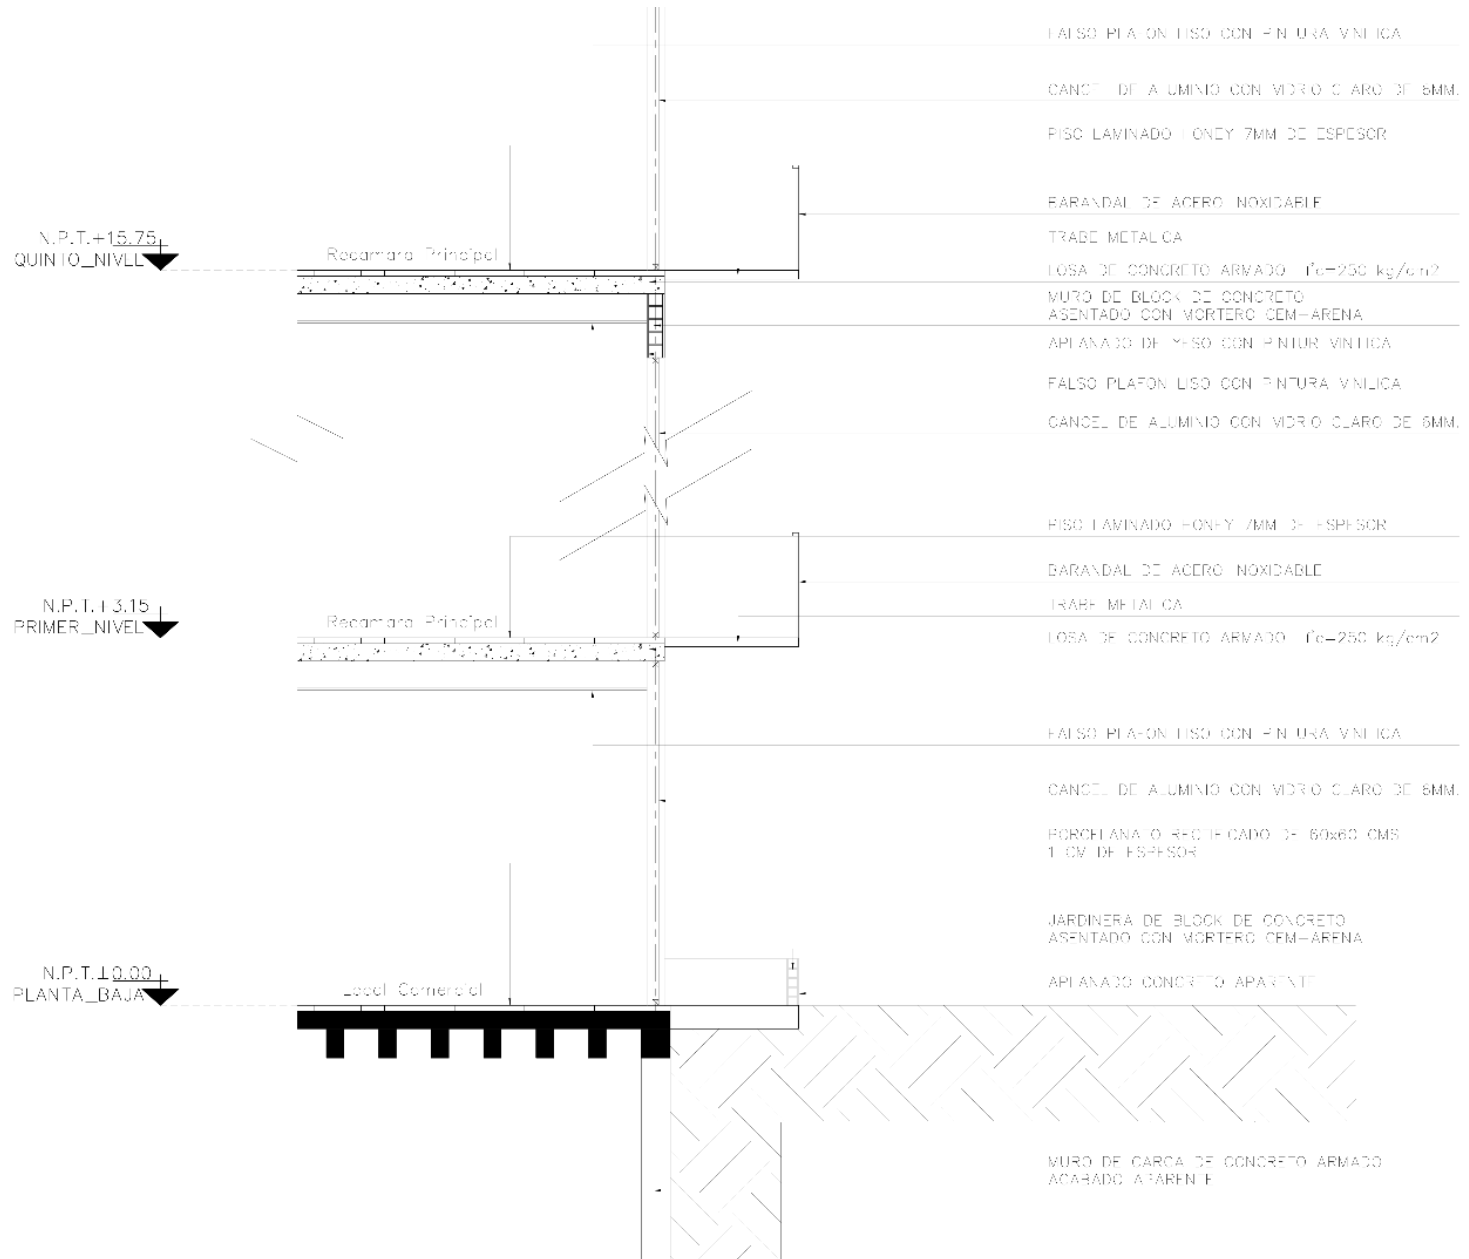 FALSO PLAFON LISO CON PINTURA VINILICA
CANCEL DE ALUMINIO CON VIDRIO CLARO DE 6MM.
PISO LAMINADO HONEY 7MM DE ESPESOR
BARANDAL DE ACERO INOXIDABLE
N.P.T.+15.75
QUINTO_NIVEL
Recamara Principal
TRABE METALICA
LOSA DE CONCRETO ARMADO f'c=250 kg/cm2
MURO DE BLOCK DE CONCRETO
ASENTADO CON MORTERO CEM-ARENA
APLANADO DE YESO CON PINTUR VINILICA
FALSO PLAFON LISO CON PINTURA VINILICA
CANCEL DE ALUMINIO CON VIDRIO CLARO DE 6MM.
PISO LAMINADO HONEY 7MM DE ESPESOR
BARANDAL DE ACERO INOXIDABLE
N.P.T.+3.15
PRIMER_NIVEL
Recamara Principal
TRABE METALICA
LOSA DE CONCRETO ARMADO f'c=250 kg/cm2
FALSO PLAFON LISO CON PINTURA VINILICA
CANCEL DE ALUMINIO CON VIDRIO CLARO DE 6MM.
PORCELANATO RECTIFICADO DE 60x60 CMS
1 CM DE ESPESOR
JARDINERA DE BLOCK DE CONCRETO
ASENTADO CON MORTERO CEM-ARENA
N.P.T.±0.00
PLANTA_BAJA
Local Comercial
APLANADO CONCRETO APARENTE
MURO DE CARGA DE CONCRETO ARMADO
ACABADO APARENTE